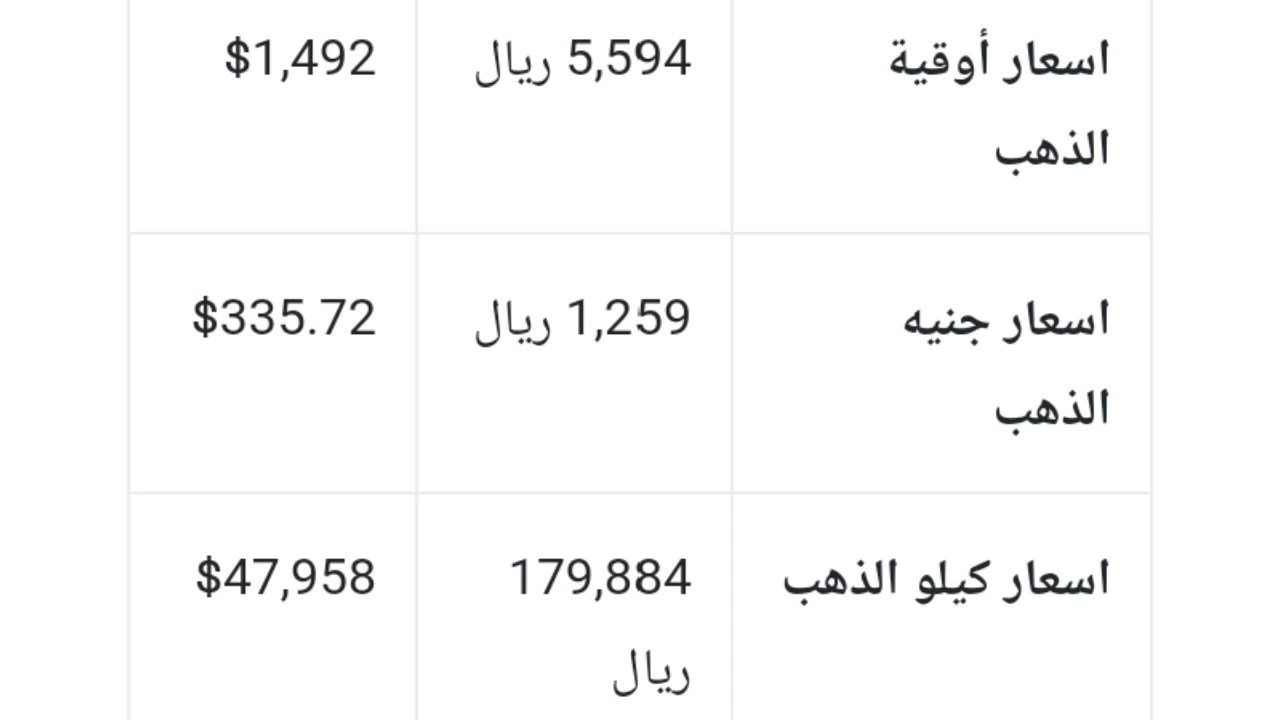 اسعار أوقية الذهب
5,594 ريال
$1,492
اسعار جنيه الذهب
1,259 ريال
$335.72
اسعار كيلو الذهب
179,884 ريال
$47,958